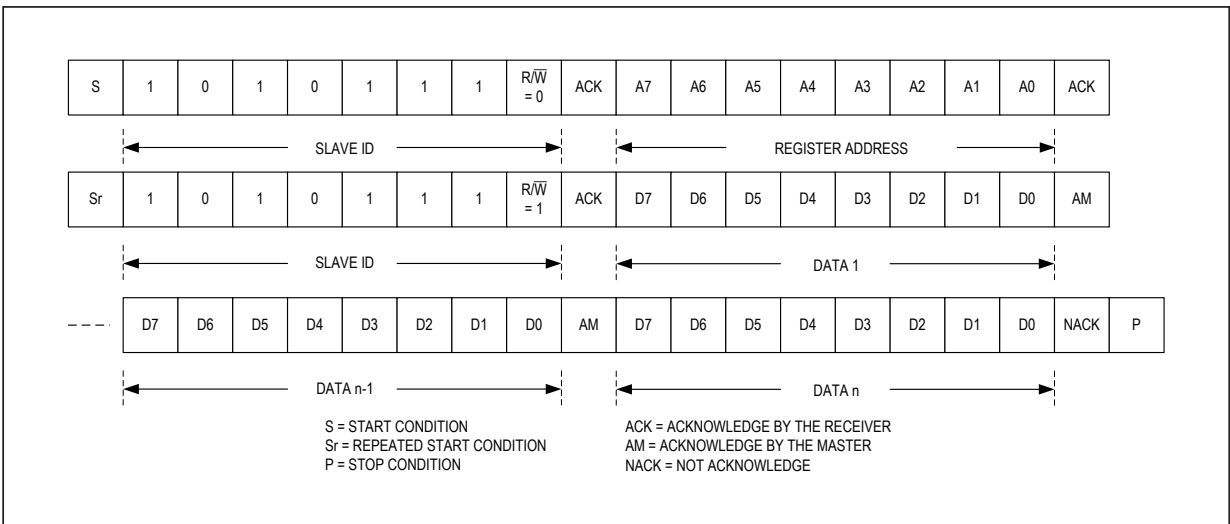 S 1 0 1 0 1 1 1 R/W̅ = 0 ACK A7 A6 A5 A4 A3 A2 A1 A0 ACK
SLAVE ID REGISTER ADDRESS
Sr 1 0 1 0 1 1 1 R/W̅ = 1 ACK D7 D6 D5 D4 D3 D2 D1 D0 AM
SLAVE ID DATA 1
D7 D6 D5 D4 D3 D2 D1 D0 AM D7 D6 D5 D4 D3 D2 D1 D0 NACK P
DATA n-1 DATA n
S = START CONDITION
Sr = REPEATED START CONDITION
P = STOP CONDITION
ACK = ACKNOWLEDGE BY THE RECEIVER
AM = ACKNOWLEDGE BY THE MASTER
NACK = NOT ACKNOWLEDGE